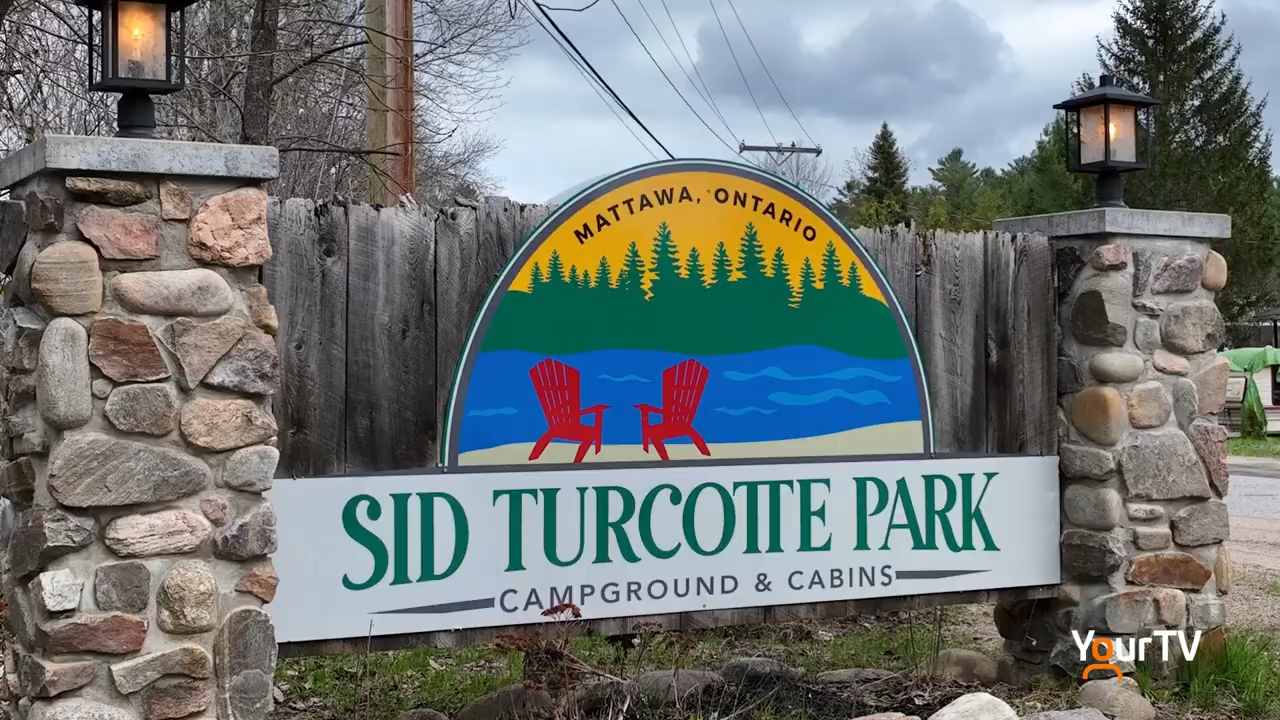 MATTAWA, ONTARIO
SID TURCOTTE PARK
CAMPGROUND & CABINS
YourTV